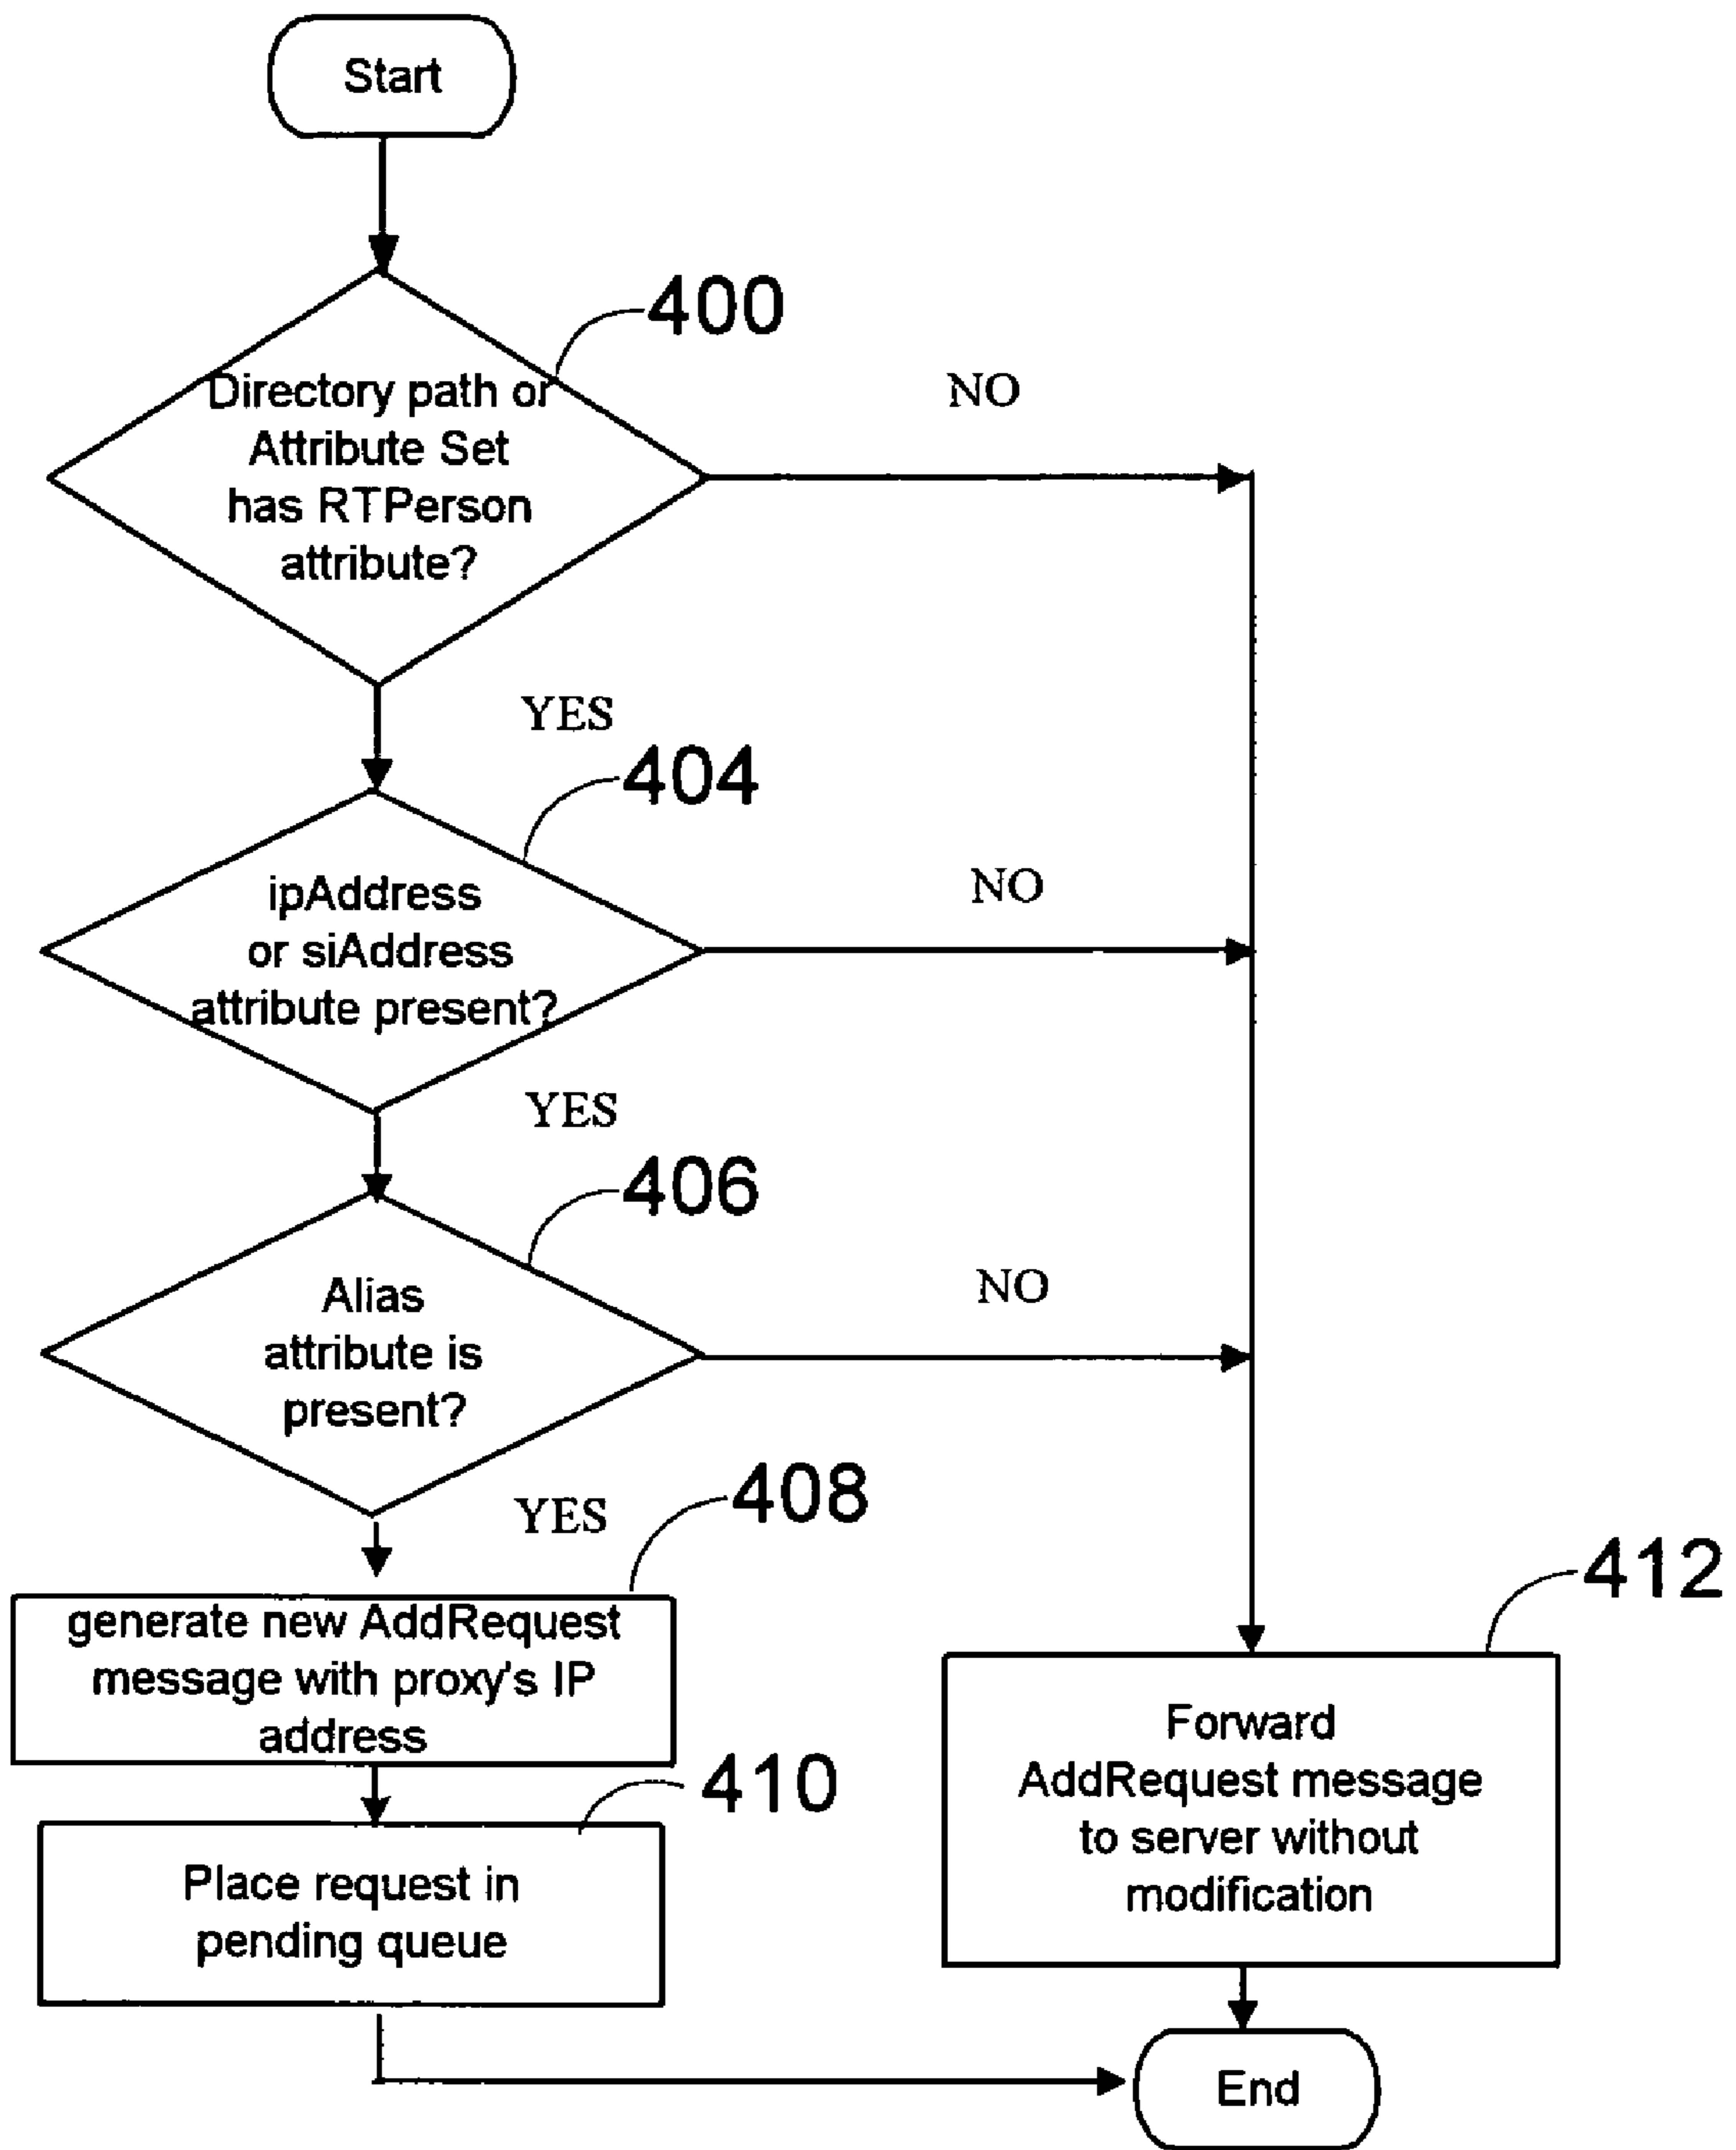 Start
400
Directory path or
Attribute Set
has RTPerson
attribute?
NO
YES
404
ipAddress
or siAddress
attribute present?
NO
YES
406
Alias
attribute is
present?
NO
YES
408
generate new AddRequest
message with proxy's IP
address
410
Place request in
pending queue
412
Forward
AddRequest message
to server without
modification
End